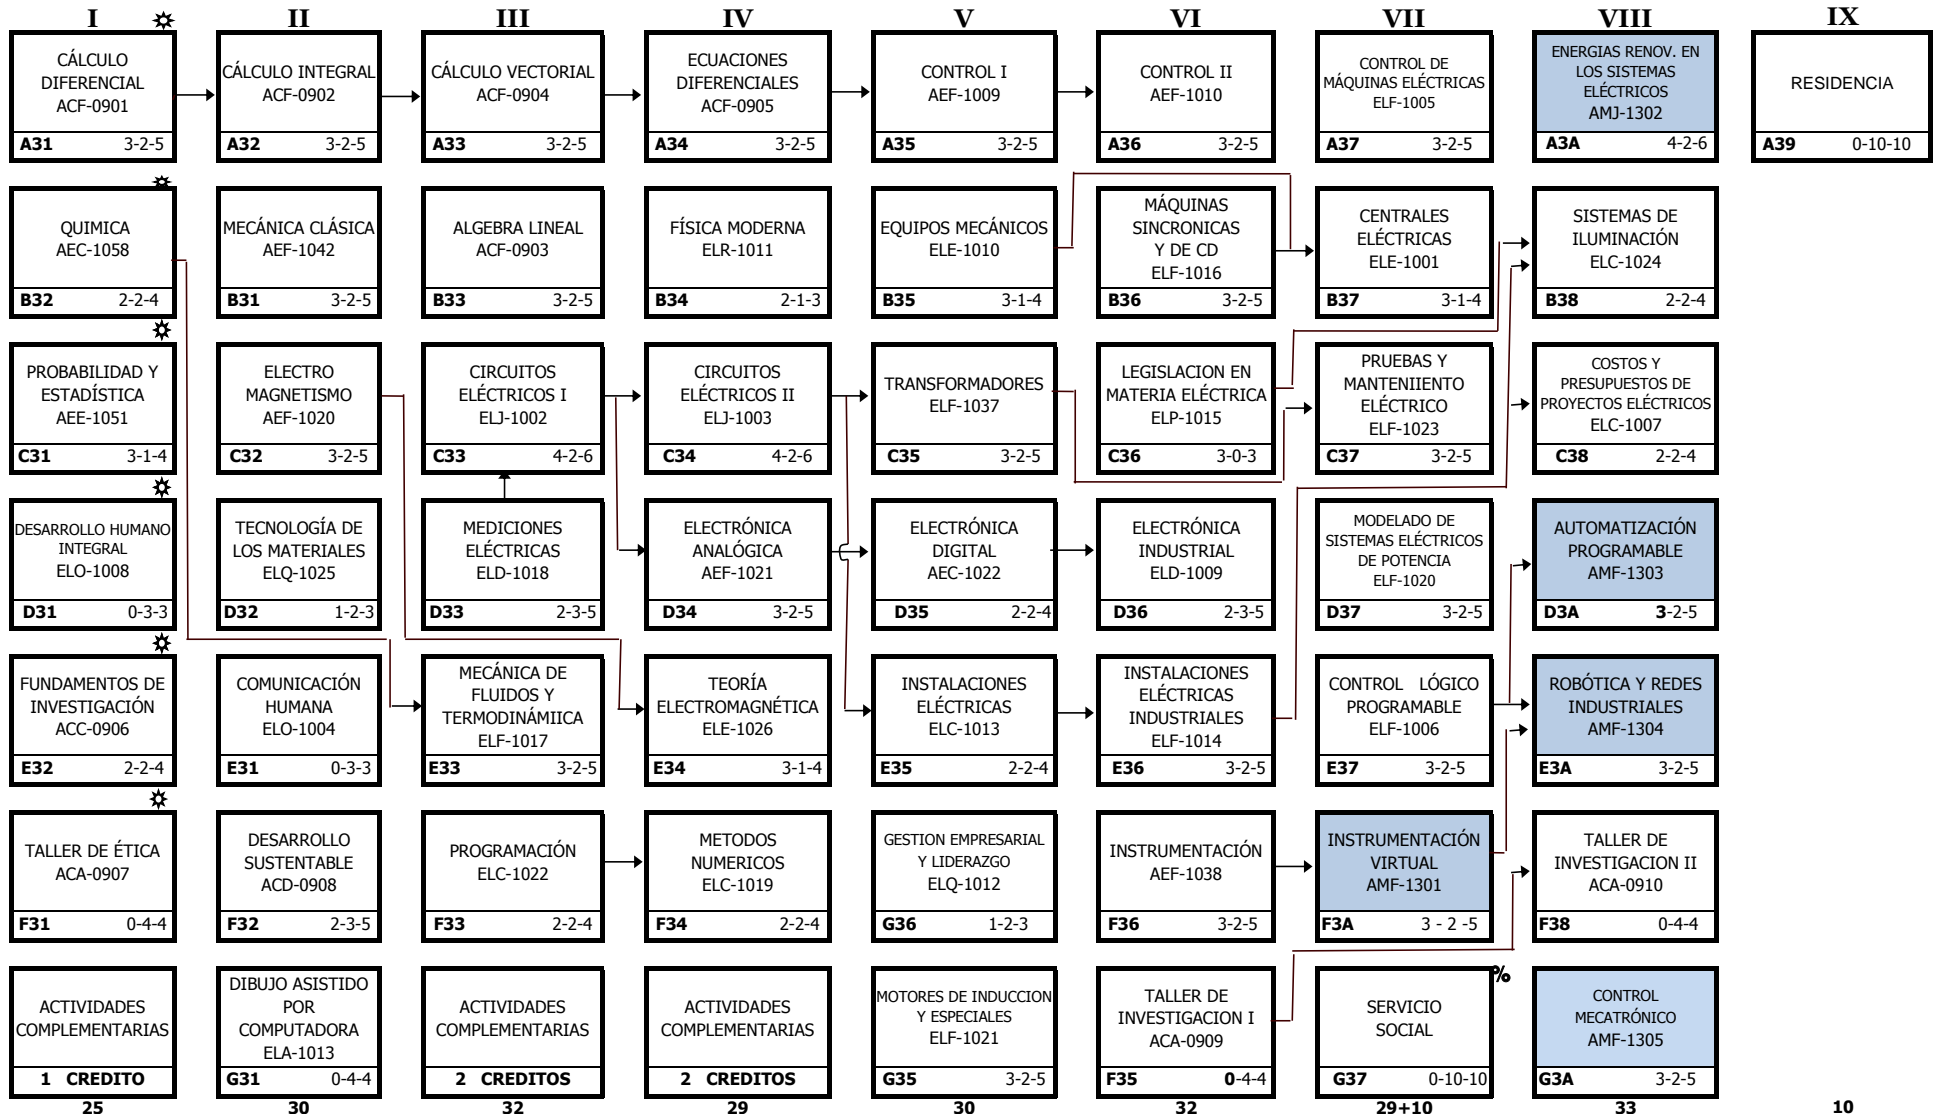 I II III IV V VI VII VIII IX
CÁLCULO
DIFERENCIAL
ACF-0901
A31 3-2-5
CÁLCULO INTEGRAL
ACF-0902
A32 3-2-5
CÁLCULO VECTORIAL
ACF-0904
A33 3-2-5
ECUACIONES
DIFERENCIALES
ACF-0905
A34 3-2-5
CONTROL I
AEF-1009
A35 3-2-5
CONTROL II
AEF-1010
A36 3-2-5
CONTROL DE
MÁQUINAS ELÉCTRICAS
ELF-1005
A37 3-2-5
ENERGIAS RENOV. EN
LOS SISTEMAS
ELÉCTRICOS
AMJ-1302
A3A 4-2-6
RESIDENCIA
A39 0-10-10
QUIMICA
AEC-1058
B32 2-2-4
MECÁNICA CLÁSICA
AEF-1042
B31 3-2-5
ALGEBRA LINEAL
ACF-0903
B33 3-2-5
FÍSICA MODERNA
ELR-1011
B34 2-1-3
EQUIPOS MECÁNICOS
ELE-1010
B35 3-1-4
MÁQUINAS
SINCRONICAS
Y DE CD
ELF-1016
B36 3-2-5
CENTRALES
ELÉCTRICAS
ELE-1001
B37 3-1-4
SISTEMAS DE
ILUMINACIÓN
ELC-1024
B38 2-2-4
PROBABILIDAD Y
ESTADÍSTICA
AEE-1051
C31 3-1-4
ELECTRO
MAGNETISMO
AEF-1020
C32 3-2-5
CIRCUITOS
ELÉCTRICOS I
ELJ-1002
C33 4-2-6
CIRCUITOS
ELÉCTRICOS II
ELJ-1003
C34 4-2-6
TRANSFORMADORES
ELF-1037
C35 3-2-5
LEGISLACION EN
MATERIA ELÉCTRICA
ELP-1015
C36 3-0-3
PRUEBAS Y
MANTENIIENTO
ELÉCTRICO
ELF-1023
C37 3-2-5
COSTOS Y
PRESUPUESTOS DE
PROYECTOS ELÉCTRICOS
ELC-1007
C38 2-2-4
DESARROLLO HUMANO
INTEGRAL
ELO-1008
D31 0-3-3
TECNOLOGÍA DE
LOS MATERIALES
ELQ-1025
D32 1-2-3
MEDICIONES
ELÉCTRICAS
ELD-1018
D33 2-3-5
ELECTRÓNICA
ANALÓGICA
AEF-1021
D34 3-2-5
ELECTRÓNICA
DIGITAL
AEC-1022
D35 2-2-4
ELECTRÓNICA
INDUSTRIAL
ELD-1009
D36 2-3-5
MODELADO DE
SISTEMAS ELÉCTRICOS
DE POTENCIA
ELF-1020
D37 3-2-5
AUTOMATIZACIÓN
PROGRAMABLE
AMF-1303
D3A 3-2-5
FUNDAMENTOS DE
INVESTIGACIÓN
ACC-0906
E32 2-2-4
COMUNICACIÓN
HUMANA
ELO-1004
E31 0-3-3
MECÁNICA DE
FLUIDOS Y
TERMODINÁMIICA
ELF-1017
E33 3-2-5
TEORÍA
ELECTROMAGNÉTICA
ELE-1026
E34 3-1-4
INSTALACIONES
ELÉCTRICAS
ELC-1013
E35 2-2-4
INSTALACIONES
ELÉCTRICAS
INDUSTRIALES
ELF-1014
E36 3-2-5
CONTROL LÓGICO
PROGRAMABLE
ELF-1006
E37 3-2-5
ROBÓTICA Y REDES
INDUSTRIALES
AMF-1304
E3A 3-2-5
TALLER DE ÉTICA
ACA-0907
F31 0-4-4
DESARROLLO
SUSTENTABLE
ACD-0908
F32 2-3-5
PROGRAMACIÓN
ELC-1022
F33 2-2-4
METODOS
NUMERICOS
ELC-1019
F34 2-2-4
GESTION EMPRESARIAL
Y LIDERAZGO
ELQ-1012
G36 1-2-3
INSTRUMENTACIÓN
AEF-1038
F36 3-2-5
INSTRUMENTACIÓN
VIRTUAL
AMF-1301
F3A 3 - 2 -5
TALLER DE
INVESTIGACION II
ACA-0910
F38 0-4-4
ACTIVIDADES
COMPLEMENTARIAS
1 CREDITO
DIBUJO ASISTIDO
POR
COMPUTADORA
ELA-1013
G31 0-4-4
ACTIVIDADES
COMPLEMENTARIAS
2 CREDITOS
ACTIVIDADES
COMPLEMENTARIAS
2 CREDITOS
MOTORES DE INDUCCION
Y ESPECIALES
ELF-1021
G35 3-2-5
TALLER DE
INVESTIGACION I
ACA-0909
F35 0-4-4
%
SERVICIO
SOCIAL
G37 0-10-10
CONTROL
MECATRÓNICO
AMF-1305
G3A 3-2-5
25 30 32 29 30 32 29+10 33 10